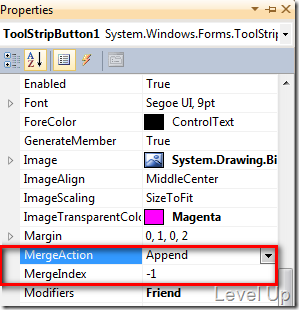 Properties
ToolStripButton1 System.Windows.Forms.ToolStrip
Enabled True
Font Segoe UI, 9pt
ForeColor ControlText
GenerateMember True
Image System.Drawing.Bi
ImageAlign MiddleCenter
ImageScaling SizeToFit
ImageTransparentColo Magenta
Margin 0, 1, 0, 2
MergeAction Append
MergeIndex -1
Modifiers Friend
Level Up